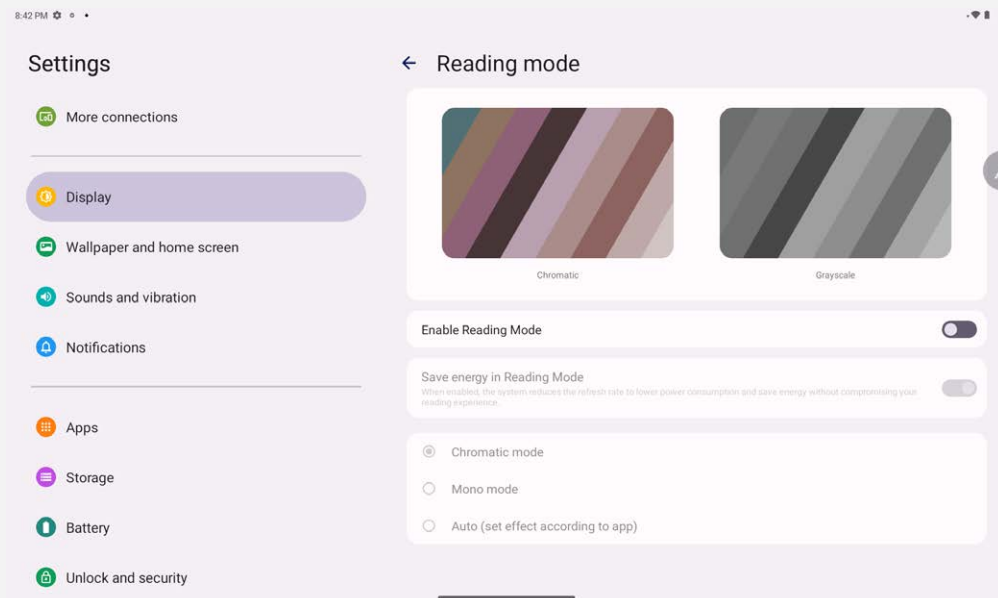 8:42 PM
Settings
More connections
Display
Wallpaper and home screen
Sounds and vibration
Notifications
Apps
Storage
Battery
Unlock and security
Reading mode
Chromatic
Grayscale
Enable Reading Mode
Save energy in Reading Mode
When enabled, the system reduces the refresh rate to lower power consumption and save energy without compromising your
reading experience.
Chromatic mode
Mono mode
Auto (set effect according to app)